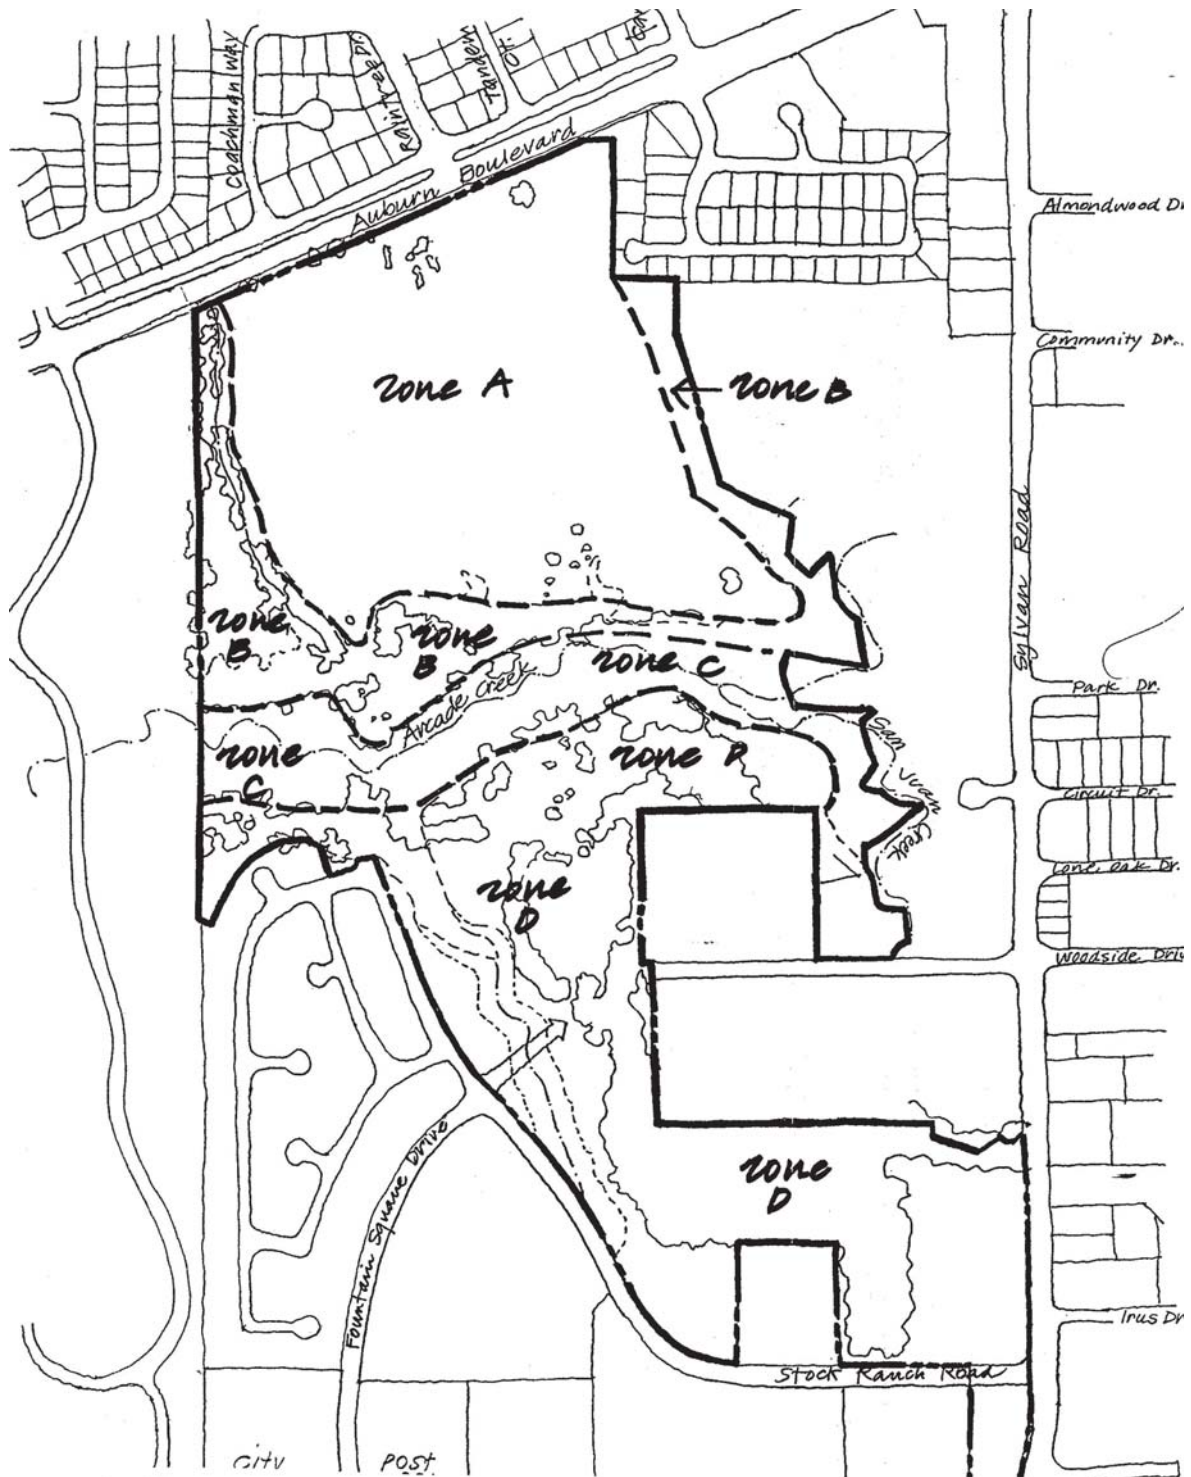 Coachman Way
Raintree Dr.
Tandem
Ct.
Auburn Boulevard
Almondwood Dr
Community Dr..
zone A
zone B
Sylvan Road
zone
B
zone
B
zone C
Arcade Creek
Park Dr.
zone
C
zone D
San Juan
Creek
Circuit Dr.
Lone Oak Dr.
zone
D
Woodside Driv
Fountain Square Drive
zone
D
Irus Dr
Stock Ranch Road
City Post